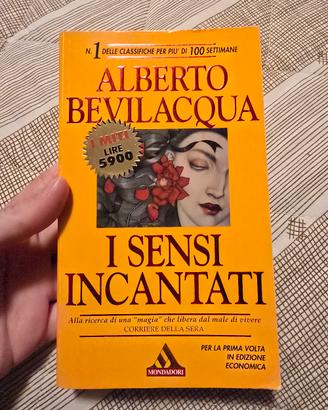 N. 1 DELLE CLASSIFICHE PER PIU' DI 100 SETTIMANE
ALBERTO
BEVILACQUA
I MITI
LIRE
5900
I SENSI
INCANTATI
Alla ricerca di una "magia" che libera dal male di vivere
CORRIERE DELLA SERA
PER LA PRIMA VOLTA
IN EDIZIONE
ECONOMICA
MONDADORI